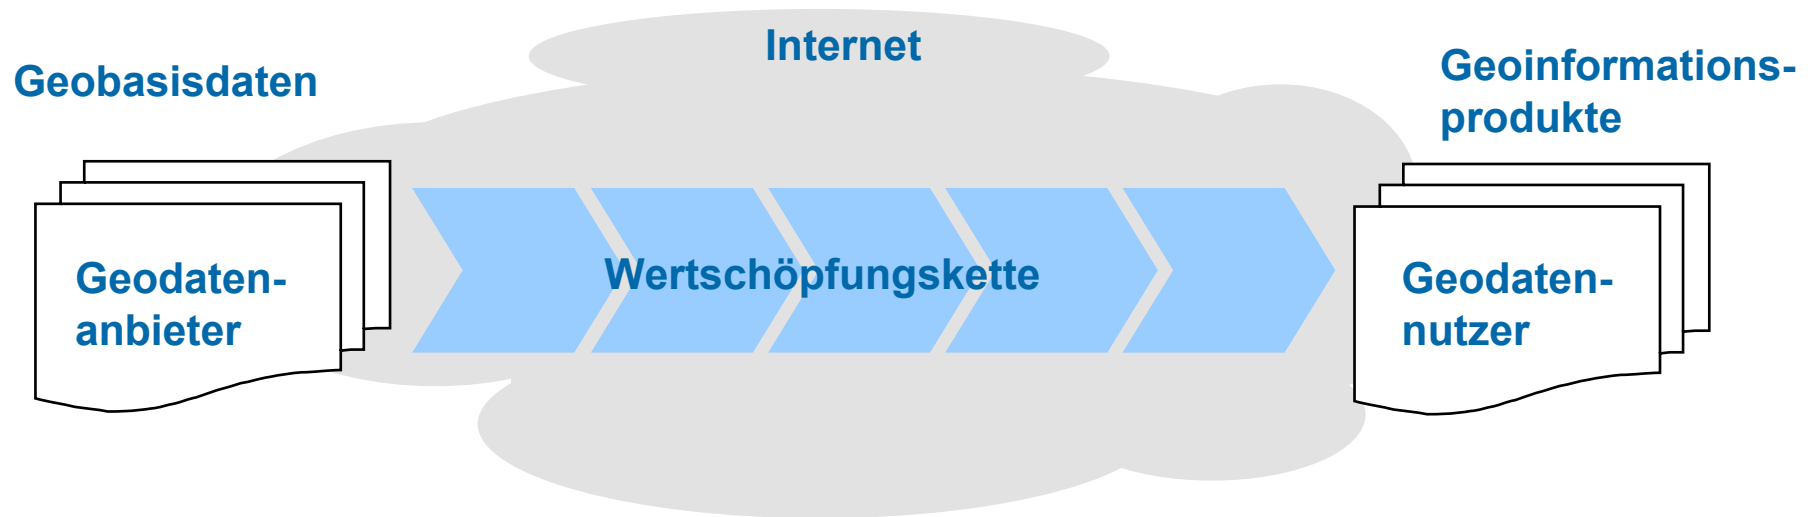 Internet
Geobasisdaten
Geoinformations-
produkte
Geodaten-
anbieter
Wertschöpfungskette
Geodaten-
nutzer